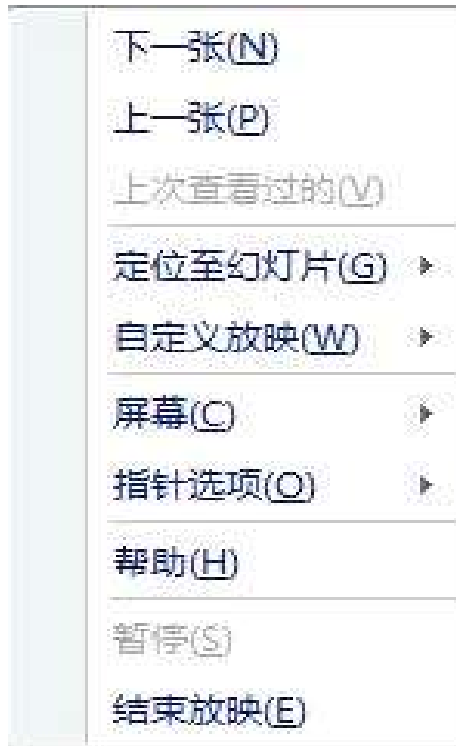 下一张(N)
上一张(P)
上次查看过的(V)
定位至幻灯片(G)
自定义放映(W)
屏幕(C)
指针选项(O)
帮助(H)
暂停(S)
结束放映(E)